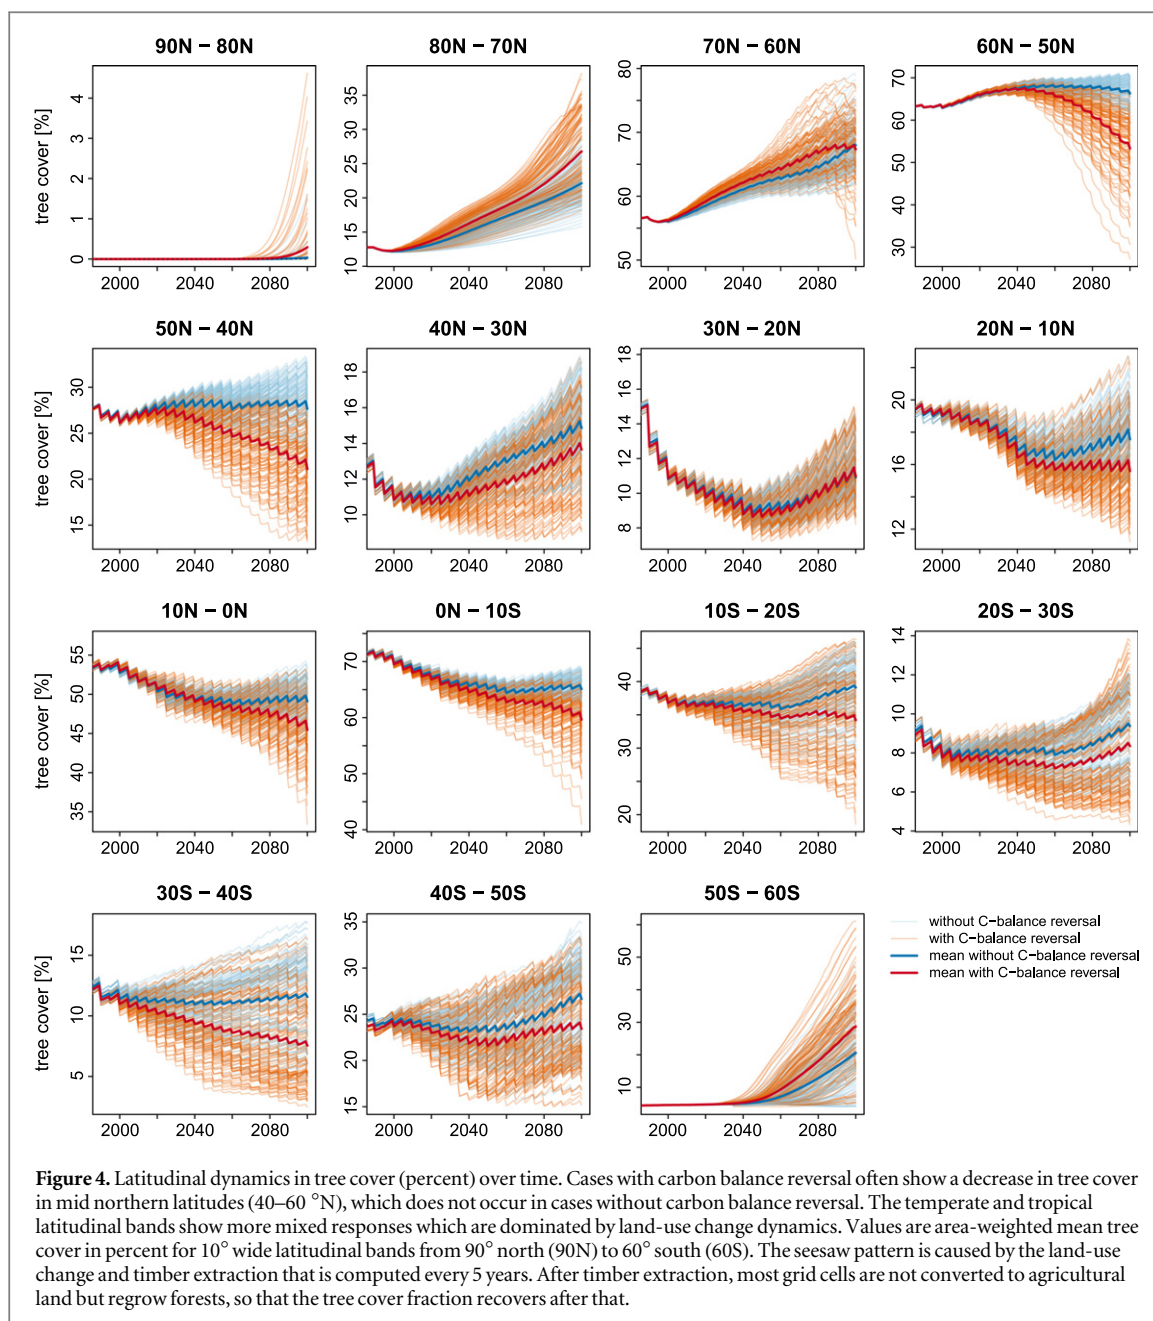 90N − 80N
80N − 70N
70N − 60N
60N − 50N
tree cover [%]
0 1 2 3 4
2000 2040 2080
10 15 20 25 30 35
2000 2040 2080
50 60 70 80
2000 2040 2080
30 40 50 60 70
2000 2040 2080
50N − 40N
40N − 30N
30N − 20N
20N − 10N
tree cover [%]
15 20 25 30
2000 2040 2080
10 12 14 16 18
2000 2040 2080
8 10 12 14 16 18
2000 2040 2080
12 16 20
2000 2040 2080
10N − 0N
0N − 10S
10S − 20S
20S − 30S
tree cover [%]
35 40 45 50 55
2000 2040 2080
40 50 60 70
2000 2040 2080
20 30 40
2000 2040 2080
4 6 8 10 12 14
2000 2040 2080
30S − 40S
40S − 50S
50S − 60S
tree cover [%]
5 10 15
2000 2040 2080
15 20 25 30 35
2000 2040 2080
10 30 50
2000 2040 2080
without C−balance reversal
with C−balance reversal
mean without C−balance reversal
mean with C−balance reversal
Figure 4. Latitudinal dynamics in tree cover (percent) over time. Cases with carbon balance reversal often show a decrease in tree cover
in mid northern latitudes (40–60 °N), which does not occur in cases without carbon balance reversal. The temperate and tropical
latitudinal bands show more mixed responses which are dominated by land-use change dynamics. Values are area-weighted mean tree
cover in percent for 10° wide latitudinal bands from 90° north (90N) to 60° south (60S). The seesaw pattern is caused by the land-use
change and timber extraction that is computed every 5 years. After timber extraction, most grid cells are not converted to agricultural
land but regrow forests, so that the tree cover fraction recovers after that.